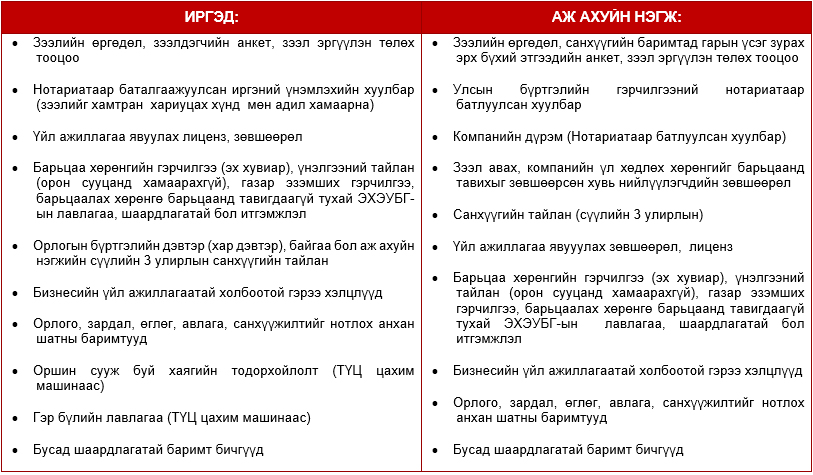 ИРГЭД:
Зээлийн өргөдөл, зээлдэгчийн анкет, зээл эргүүлэн төлөх
тооцоо
Нотариатаар баталгаажуулсан иргэний үнэмлэхийн хуулбар
(зээлийг хамтран хариуцах хүнд мөн адил хамаарна)
Үйл ажиллагаа явуулах лиценз, зөвшөөрөл
Барьцаа хөрөнгийн гэрчилгээ (эх хувиар), үнэлгээний тайлан
(орон сууцанд хамаарахгүй), газар эзэмших гэрчилгээ,
барьцаалах хөрөнгө барьцаанд тавигдаагүй тухай ЭХЭУБГ-
ын лавлагаа, шаардлагатай бол итгэмжлэл
Орлогын бүртгэлийн дэвтэр (хар дэвтэр), байгаа бол аж ахуйн
нэгжийн сүүлийн 3 улирлын санхүүгийн тайлан
Бизнесийн үйл ажиллагаатай холбоотой гэрээ хэлцлүүд
Орлого, зардал, өглөг, авлага, санхүүжилтийг нотлох анхан
шатны баримтууд
Оршин сууж буй хаягийн тодорхойлолт (ТҮЦ цахим
машинаас)
Гэр бүлийн лавлагаа (ТҮЦ цахим машинаас)
Бусад шаардлагатай баримт бичгүүд
АЖ АХУЙН НЭГЖ:
Зээлийн өргөдөл, санхүүгийн баримтад гарын үсэг зурах
эрх бүхий этгээдийн анкет, зээл эргүүлэн төлөх тооцоо
Улсын бүртгэлийн гэрчилгээний нотариатаар
батлуулсан хуулбар
Компанийн дүрэм (Нотариатаар батлуулсан хуулбар)
Зээл авах, компанийн үл хөдлөх хөрөнгийг барьцаанд
тавихыг зөвшөөрсөн хувь нийлүүлэгчдийн зөвшөөрөл
Санхүүгийн тайлан (сүүлийн 3 улирлын)
Үйл ажиллагаа явууулах зөвшөөрөл, лиценз
Барьцаа хөрөнгийн гэрчилгээ (эх хувиар), үнэлгээний
тайлан (орон сууцанд хамаарахгүй), газар эзэмших
гэрчилгээ, барьцаалах хөрөнгө барьцаанд тавигдаагүй
тухай ЭХЭУБГ-ын лавлагаа, шаардлагатай бол
итгэмжлэл
Бизнесийн үйл ажиллагаатай холбоотой гэрээ хэлцлүүд
Орлого, зардал, өглөг, авлага, санхүүжилтийг нотлох
анхан шатны баримтууд
Бусад шаардлагатай баримт бичгүүд